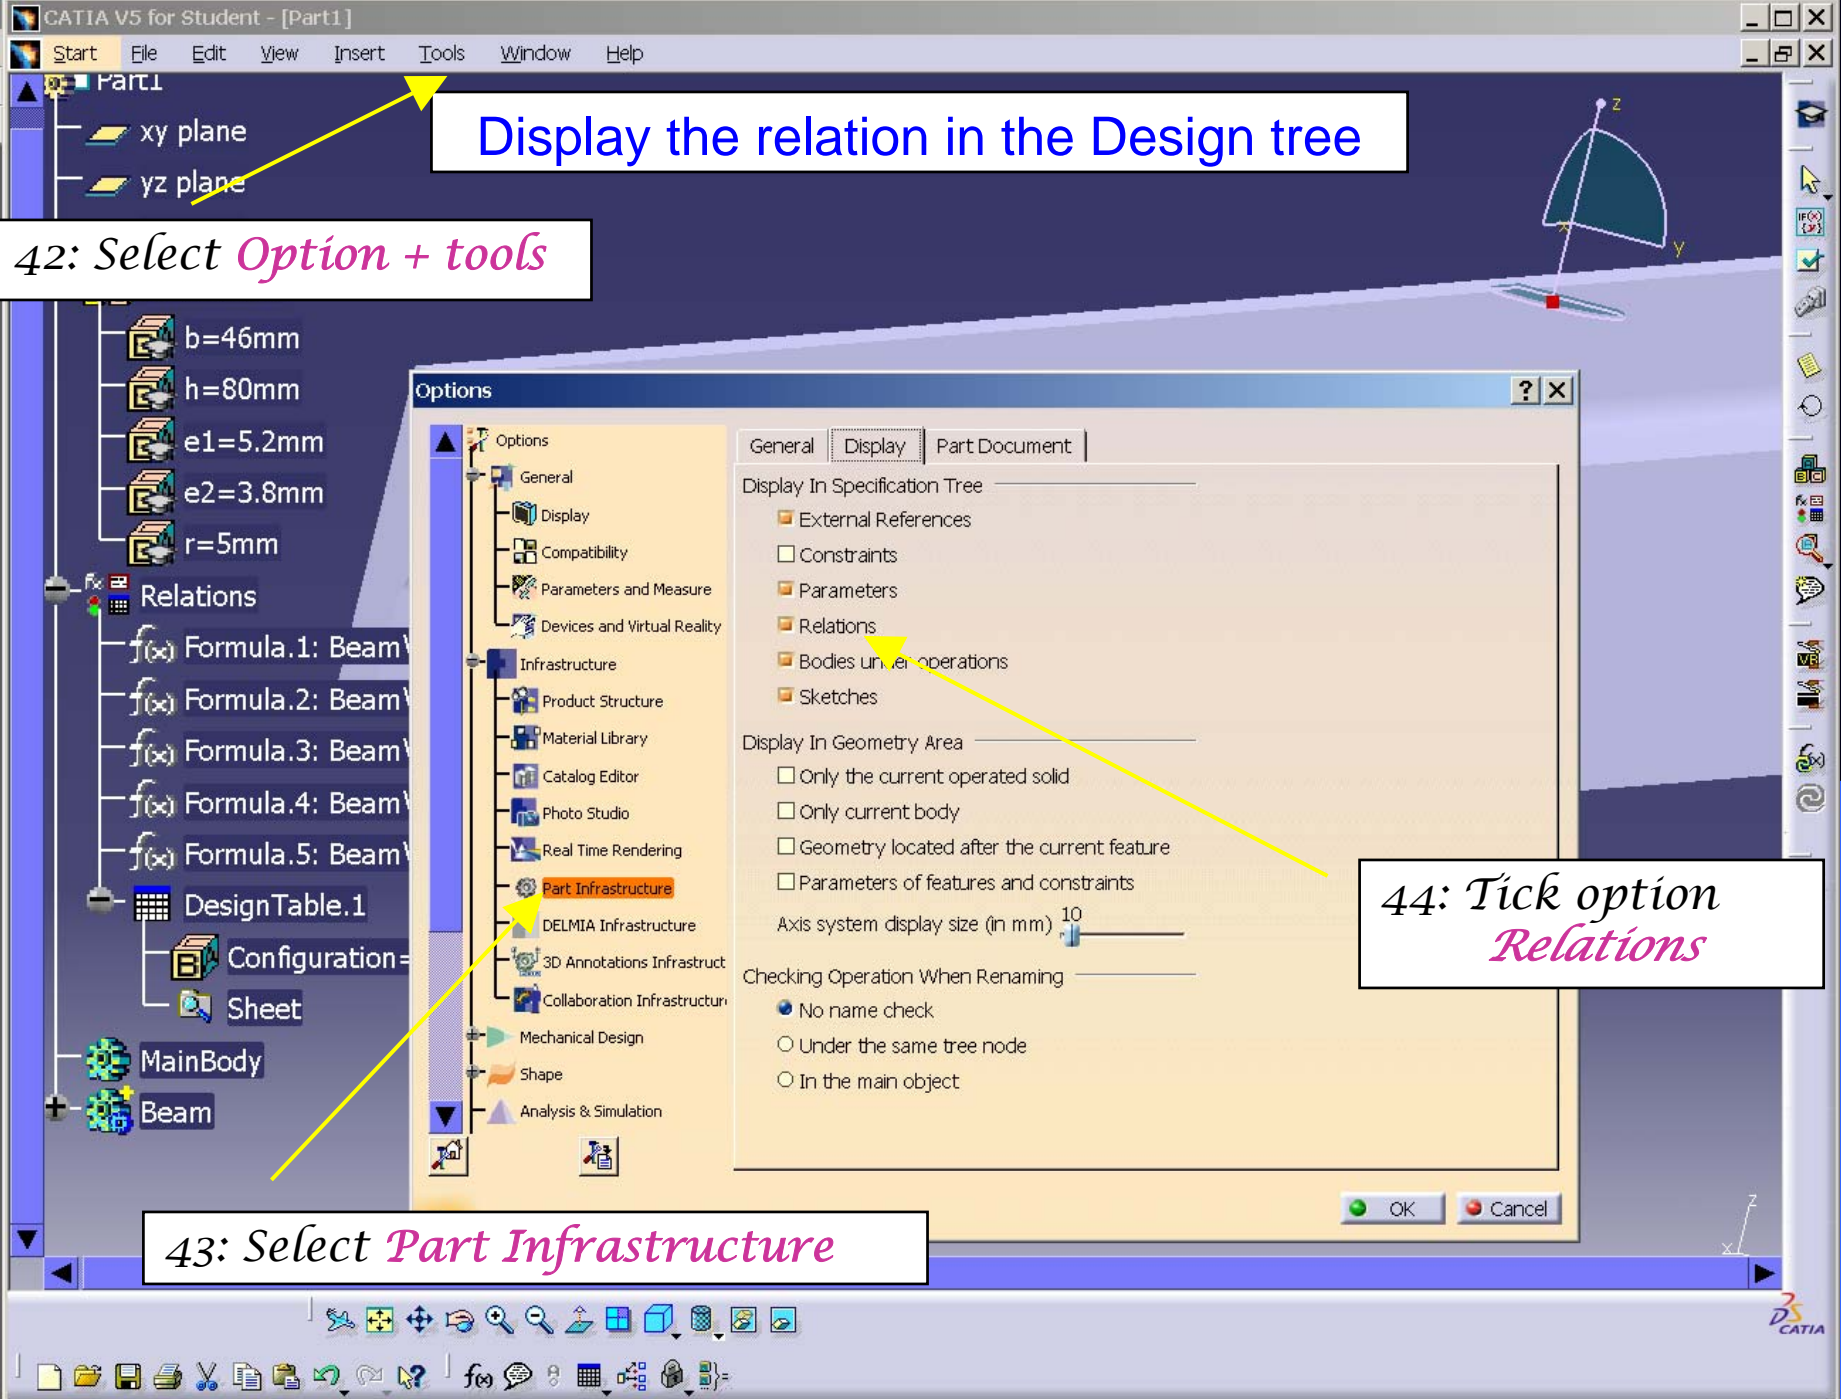 CATIA V5 for Student - [Part1]
Start File Edit View Insert Tools Window Help
Part1
xy plane
yz plane
Display the relation in the Design tree
42: Select Option + tools
z
x
y
b=46mm
h=80mm
e1=5.2mm
e2=3.8mm
r=5mm
Relations
Formula.1: Beam\
Formula.2: Beam\
Formula.3: Beam\
Formula.4: Beam\
Formula.5: Beam\
DesignTable.1
Configuration=
Sheet
MainBody
Beam
Options
Options
General
Display
Compatibility
Parameters and Measure
Devices and Virtual Reality
Infrastructure
Product Structure
Material Library
Catalog Editor
Photo Studio
Real Time Rendering
Part Infrastructure
DELMIA Infrastructure
3D Annotations Infrastruct
Collaboration Infrastructur
Mechanical Design
Shape
Analysis & Simulation
General Display Part Document
Display In Specification Tree
External References
Constraints
Parameters
Relations
Bodies under operations
Sketches
Display In Geometry Area
Only the current operated solid
Only current body
Geometry located after the current feature
Parameters of features and constraints
Axis system display size (in mm) 10
Checking Operation When Renaming
No name check
Under the same tree node
In the main object
OK Cancel
44: Tick option
Relations
43: Select Part Infrastructure
z
x
CATIA